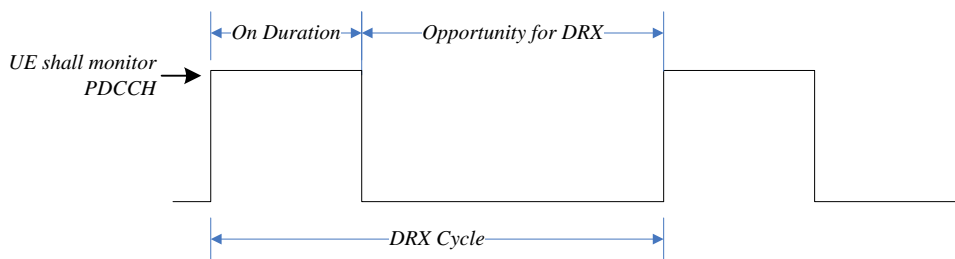 On Duration
Opportunity for DRX
UE shall monitor
PDCCH
DRX Cycle